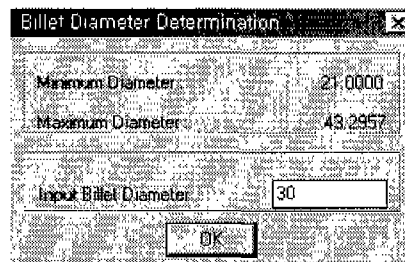 Billet Diameter Determination
Minimum Diameter 21.0000
Maximum Diameter 43.2957
Input Billet Diameter 30
OK